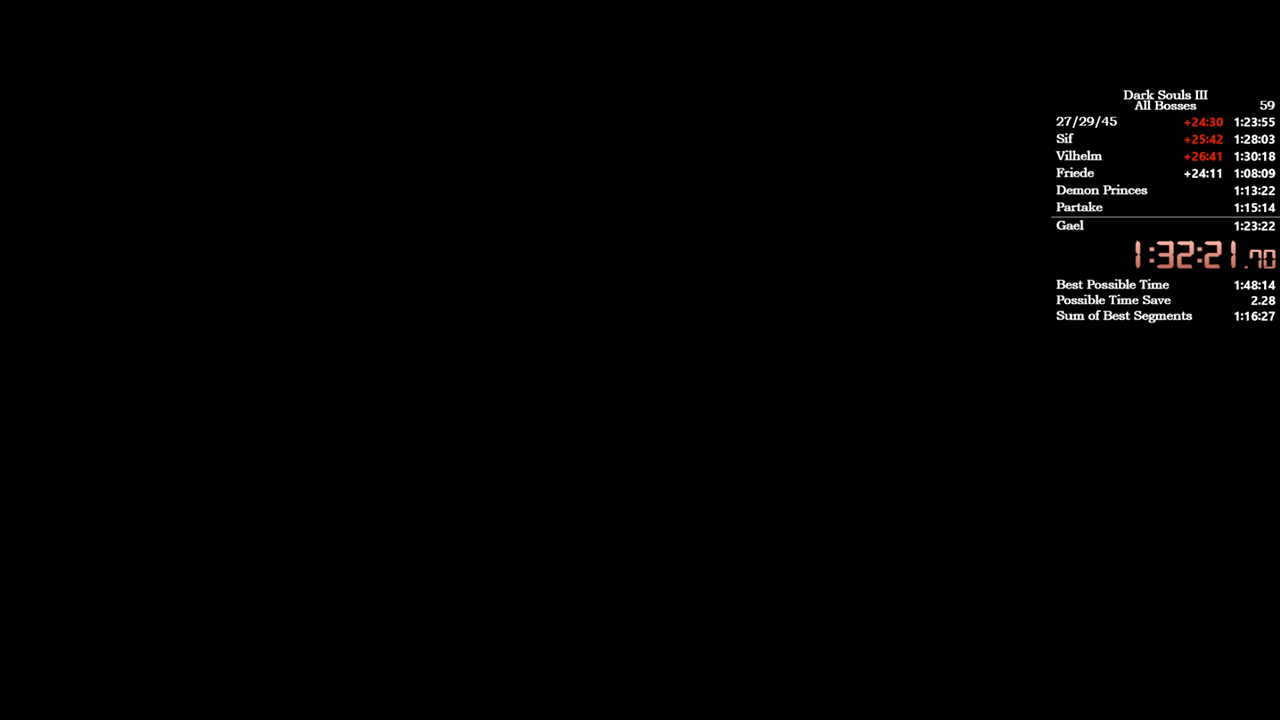 Dark Souls III
All Bosses 59
27/29/45 +24:30 1:23:55
Sif +25:42 1:28:03
Vilhelm +26:41 1:30:18
Friede +24:11 1:08:09
Demon Princes 1:13:22
Partake 1:15:14
Gael 1:23:22
1:32:21.70
Best Possible Time 1:48:14
Possible Time Save 2.28
Sum of Best Segments 1:16:27